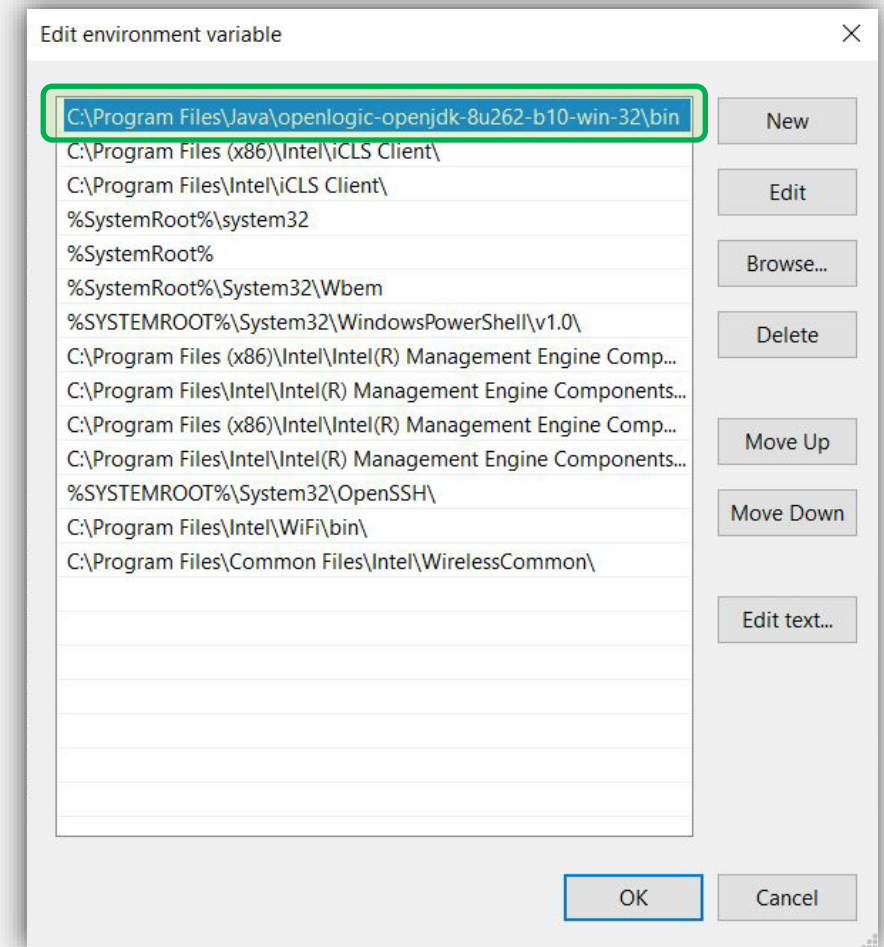 Edit environment variable
C:\Program Files\Java\openlogic-openjdk-8u262-b10-win-32\bin
New
C:\Program Files (x86)\Intel\iCLS Client\
C:\Program Files\Intel\iCLS Client\
Edit
%SystemRoot%\system32
%SystemRoot%
Browse...
%SystemRoot%\System32\Wbem
%SYSTEMROOT%\System32\WindowsPowerShell\v1.0\
Delete
C:\Program Files (x86)\Intel\Intel(R) Management Engine Comp...
C:\Program Files\Intel\Intel(R) Management Engine Components...
C:\Program Files (x86)\Intel\Intel(R) Management Engine Comp...
Move Up
C:\Program Files\Intel\Intel(R) Management Engine Components...
%SYSTEMROOT%\System32\OpenSSH\
Move Down
C:\Program Files\Intel\WiFi\bin\
C:\Program Files\Common Files\Intel\WirelessCommon\
Edit text...
OK
Cancel